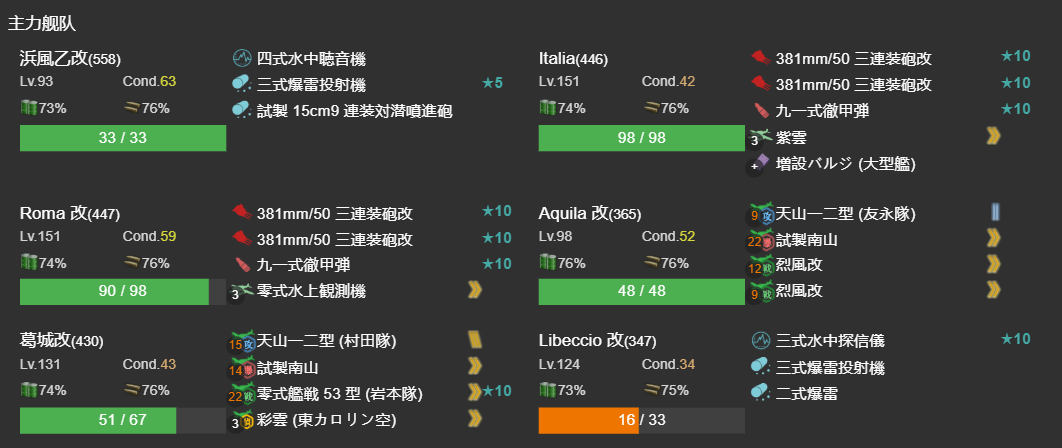 主力舰队
浜風乙改(558)
Lv.93 Cond.63
73% 76%
33 / 33
四式水中聴音機
三式爆雷投射機 ★5
試製 15cm9 連装対潜噴進砲
Italia(446)
Lv.151 Cond.42
74% 76%
98 / 98
381mm/50 三連装砲改 ★10
381mm/50 三連装砲改 ★10
九一式徹甲弾 ★10
3 紫雲
+ 増設バルジ (大型艦)
Roma 改(447)
Lv.151 Cond.59
74% 76%
90 / 98
381mm/50 三連装砲改 ★10
381mm/50 三連装砲改 ★10
九一式徹甲弾 ★10
3 零式水上観測機
Aquila 改(365)
Lv.98 Cond.52
76% 76%
48 / 48
9 攻 天山一二型 (友永隊)
22 爆 試製南山
12 戦 烈風改
9 戦 烈風改
葛城改(430)
Lv.131 Cond.43
74% 76%
51 / 67
15 攻 天山一二型 (村田隊)
14 爆 試製南山
22 戦 零式艦戦 53 型 (岩本隊) ★10
3 偵 彩雲 (東カロリン空)
Libeccio 改(347)
Lv.124 Cond.34
73% 75%
16 / 33
三式水中探信儀 ★10
三式爆雷投射機
二式爆雷